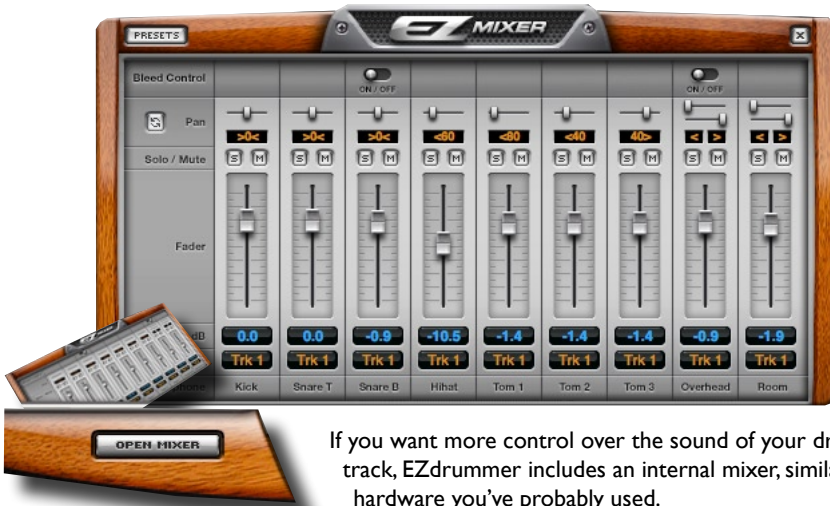 PRESETS
EZ MIXER
Bleed Control
ON / OFF ON / OFF
Pan >0< >0< >0< <60 <80 <40 40> < > < >
Solo / Mute S M S M S M S M S M S M S M S M S M
Fader
dB 0.0 0.0 -0.9 -10.5 -1.4 -1.4 -1.4 -0.9 -1.9
Trk 1 Trk 1 Trk 1 Trk 1 Trk 1 Trk 1 Trk 1 Trk 1 Trk 1
Kick Snare T Snare B Hihat Tom 1 Tom 2 Tom 3 Overhead Room
OPEN MIXER
If you want more control over the sound of your dr
track, EZdrummer includes an internal mixer, simila
hardware you've probably used.